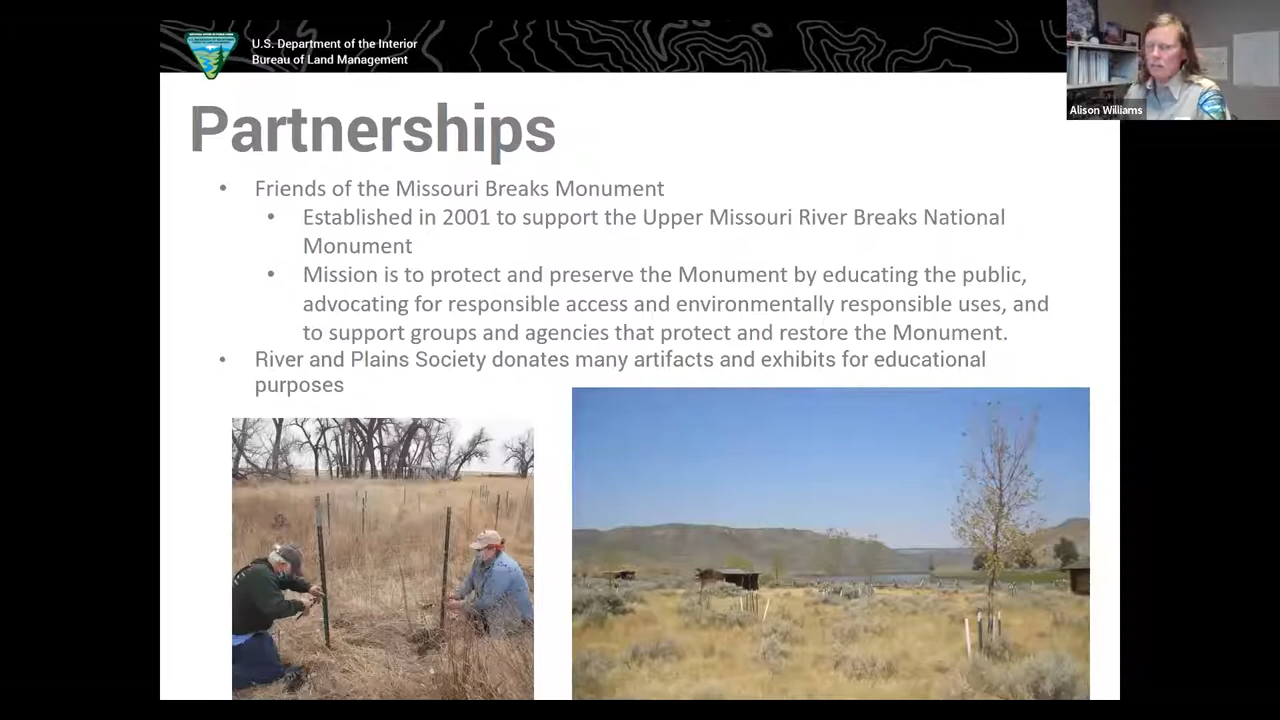 U.S. Department of the Interior
Bureau of Land Management
Alison Williams
Partnerships
• Friends of the Missouri Breaks Monument
• Established in 2001 to support the Upper Missouri River Breaks National
Monument
• Mission is to protect and preserve the Monument by educating the public,
advocating for responsible access and environmentally responsible uses, and
to support groups and agencies that protect and restore the Monument.
• River and Plains Society donates many artifacts and exhibits for educational
purposes